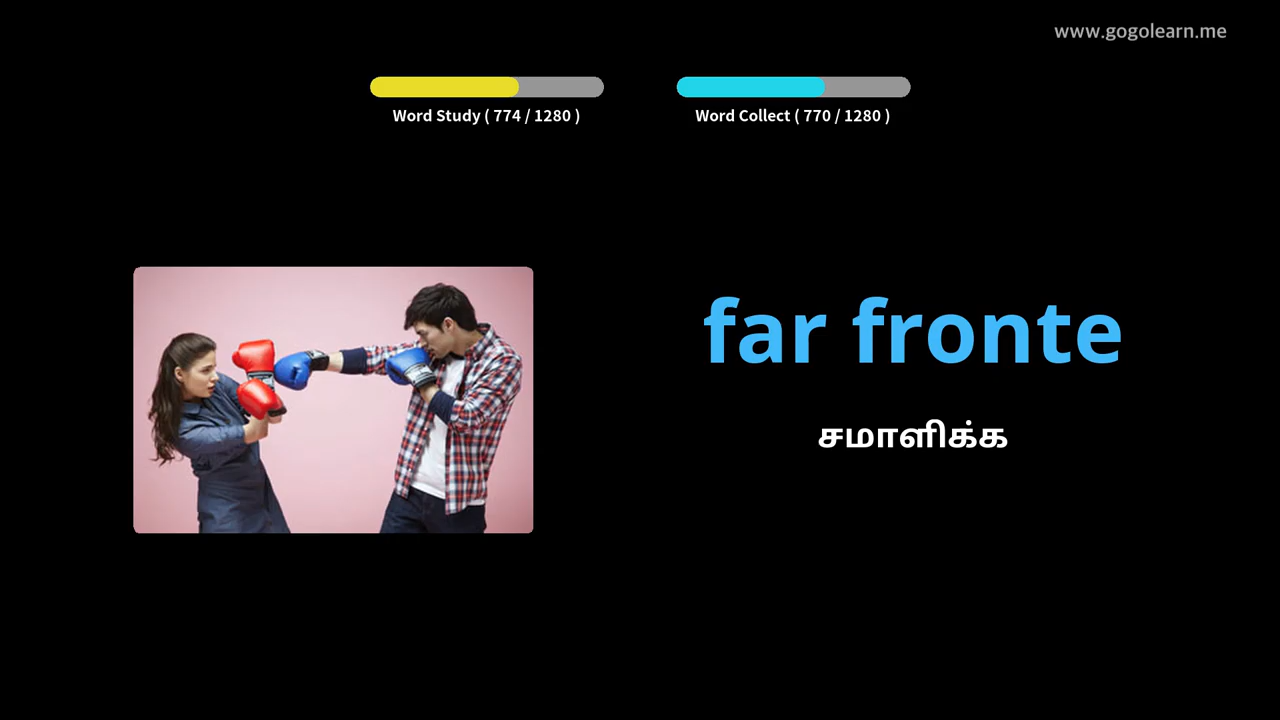 www.gogolearn.me
Word Study ( 774 / 1280 )
Word Collect ( 770 / 1280 )
far fronte
சமாளிக்க